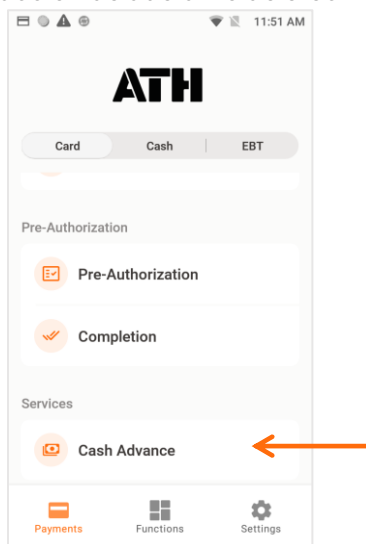 11:51 AM
ATH
Card Cash EBT
Pre-Authorization
Pre-Authorization
Completion
Services
Cash Advance
Payments Functions Settings